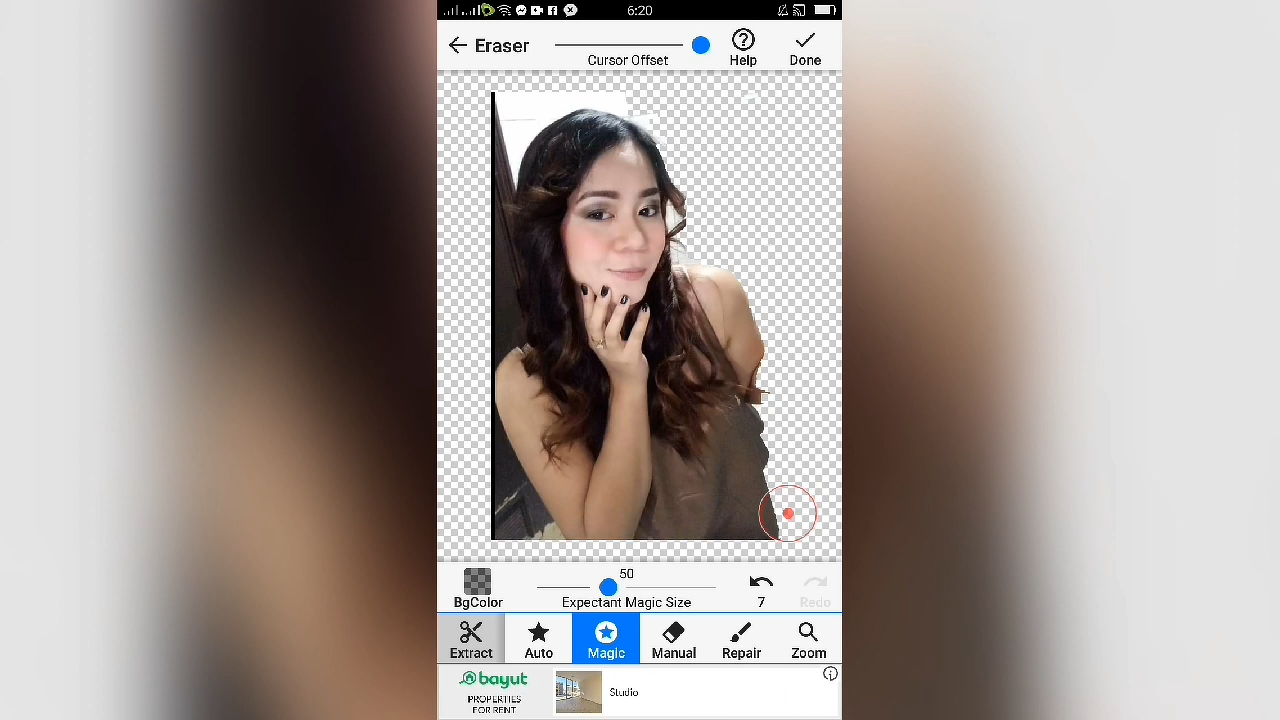 6:20
Eraser
Cursor Offset
Help
Done
50
BgColor
Expectant Magic Size
7
Redo
Extract
Auto
Magic
Manual
Repair
Zoom
bayut
PROPERTIES
FOR RENT
Studio